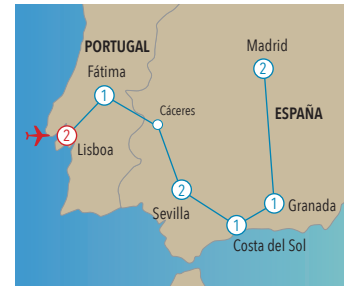 PORTUGAL
Madrid
Fátima
2
1
Cáceres
ESPAÑA
2
Lisboa
2
Sevilla
1
Granada
1
Costa del Sol